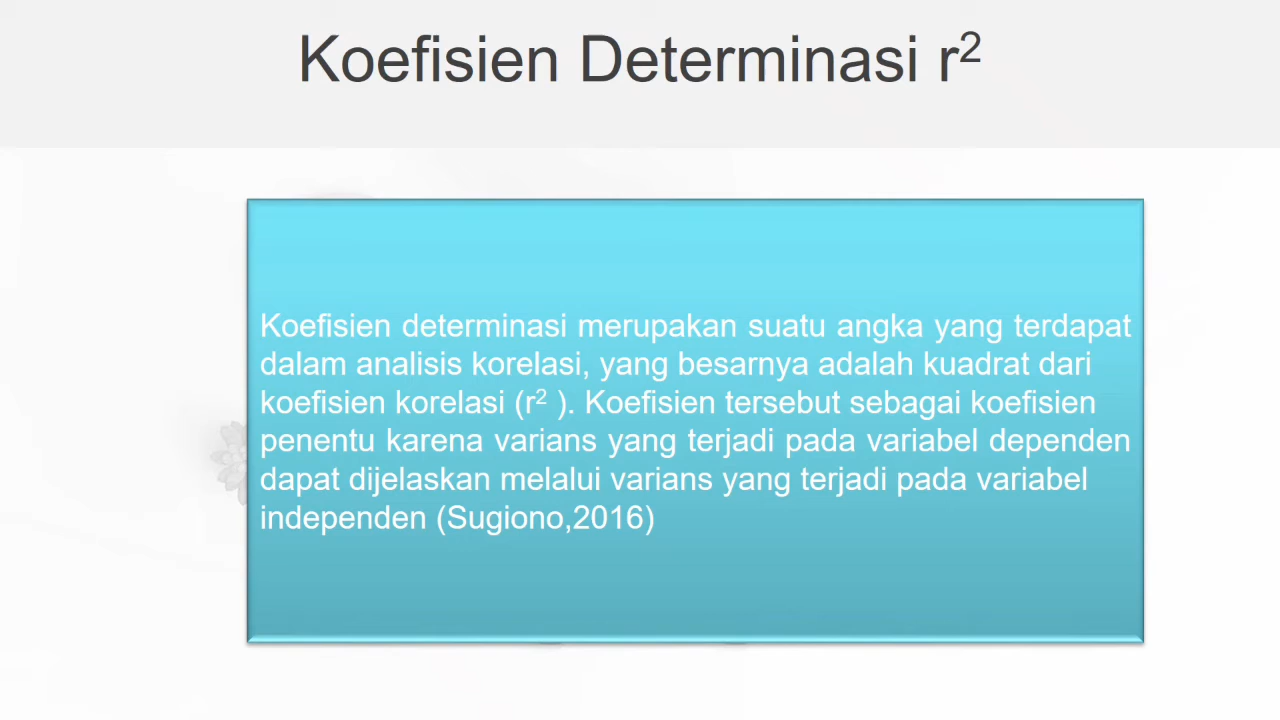 Koefisien Determinasi r²
Koefisien determinasi merupakan suatu angka yang terdapat
dalam analisis korelasi, yang besarnya adalah kuadrat dari
koefisien korelasi (r² ). Koefisien tersebut sebagai koefisien
penentu karena varians yang terjadi pada variabel dependen
dapat dijelaskan melalui varians yang terjadi pada variabel
independen (Sugiono,2016)